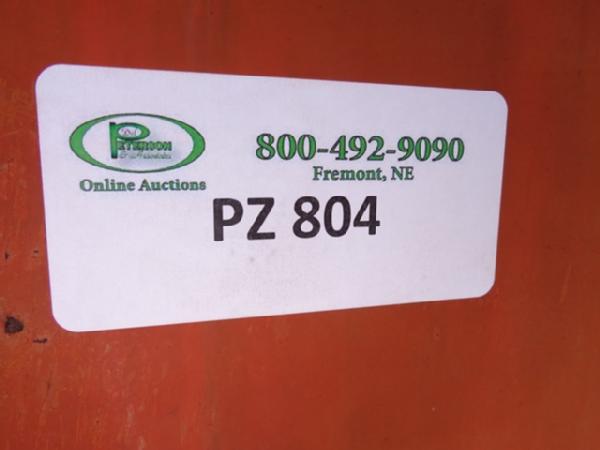 PETERSON
Online Auctions
800-492-9090
Fremont, NE
PZ 804